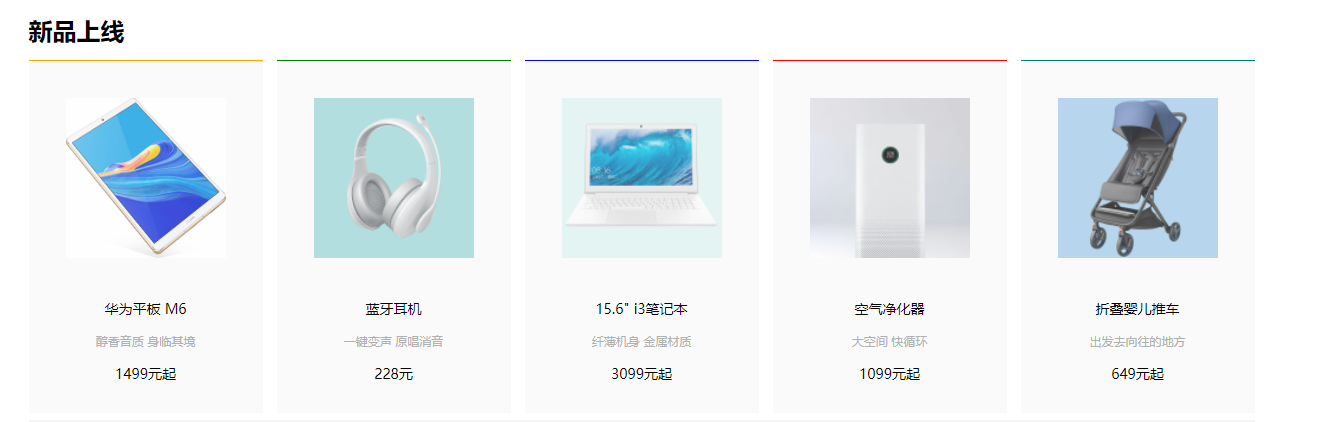 新品上线
华为平板 M6
醇香音质 身临其境
1499元起
蓝牙耳机
一键变声 原唱消音
228元
15.6" i3笔记本
纤薄机身 金属材质
3099元起
空气净化器
大空间 快循环
1099元起
折叠婴儿推车
出发去向往的地方
649元起